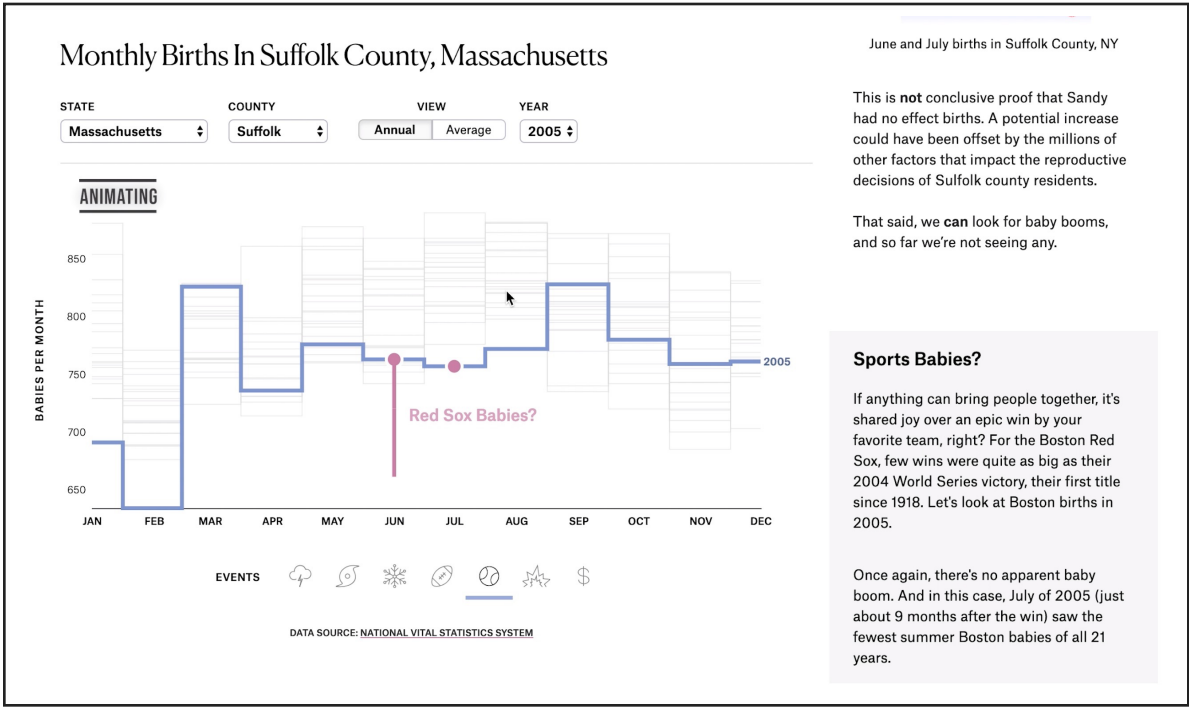 Monthly Births In Suffolk County, Massachusetts
STATE
COUNTY
VIEW
YEAR
Massachusetts
Suffolk
Annual
Average
2005
ANIMATING
BABIES PER MONTH
850
800
750
700
650
2005
Red Sox Babies?
JAN
FEB
MAR
APR
MAY
JUN
JUL
AUG
SEP
OCT
NOV
DEC
EVENTS
DATA SOURCE: NATIONAL VITAL STATISTICS SYSTEM
June and July births in Suffolk County, NY
This is not conclusive proof that Sandy
had no effect births. A potential increase
could have been offset by the millions of
other factors that impact the reproductive
decisions of Sulfolk county residents.
That said, we can look for baby booms,
and so far we're not seeing any.
Sports Babies?
If anything can bring people together, it's
shared joy over an epic win by your
favorite team, right? For the Boston Red
Sox, few wins were quite as big as their
2004 World Series victory, their first title
since 1918. Let's look at Boston births in
2005.
Once again, there's no apparent baby
boom. And in this case, July of 2005 (just
about 9 months after the win) saw the
fewest summer Boston babies of all 21
years.